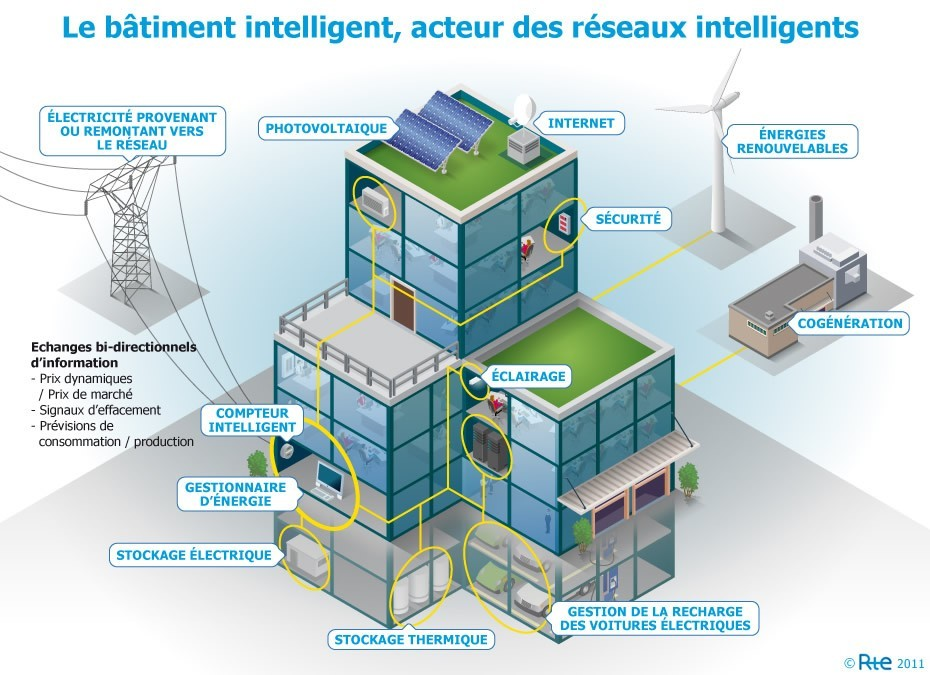 Le bâtiment intelligent, acteur des réseaux intelligents
ÉLECTRICITÉ PROVENANT
OU REMONTANT VERS
LE RÉSEAU
PHOTOVOLTAIQUE
INTERNET
ÉNERGIES
RENOUVELABLES
SÉCURITÉ
COGÉNÉRATION
Echanges bi-directionnels
d’information
- Prix dynamiques
/ Prix de marché
- Signaux d’effacement
- Prévisions de
consommation / production
ÉCLAIRAGE
COMPTEUR
INTELLIGENT
GESTIONNAIRE
D’ÉNERGIE
STOCKAGE ÉLECTRIQUE
STOCKAGE THERMIQUE
GESTION DE LA RECHARGE
DES VOITURES ÉLECTRIQUES
© Rte 2011